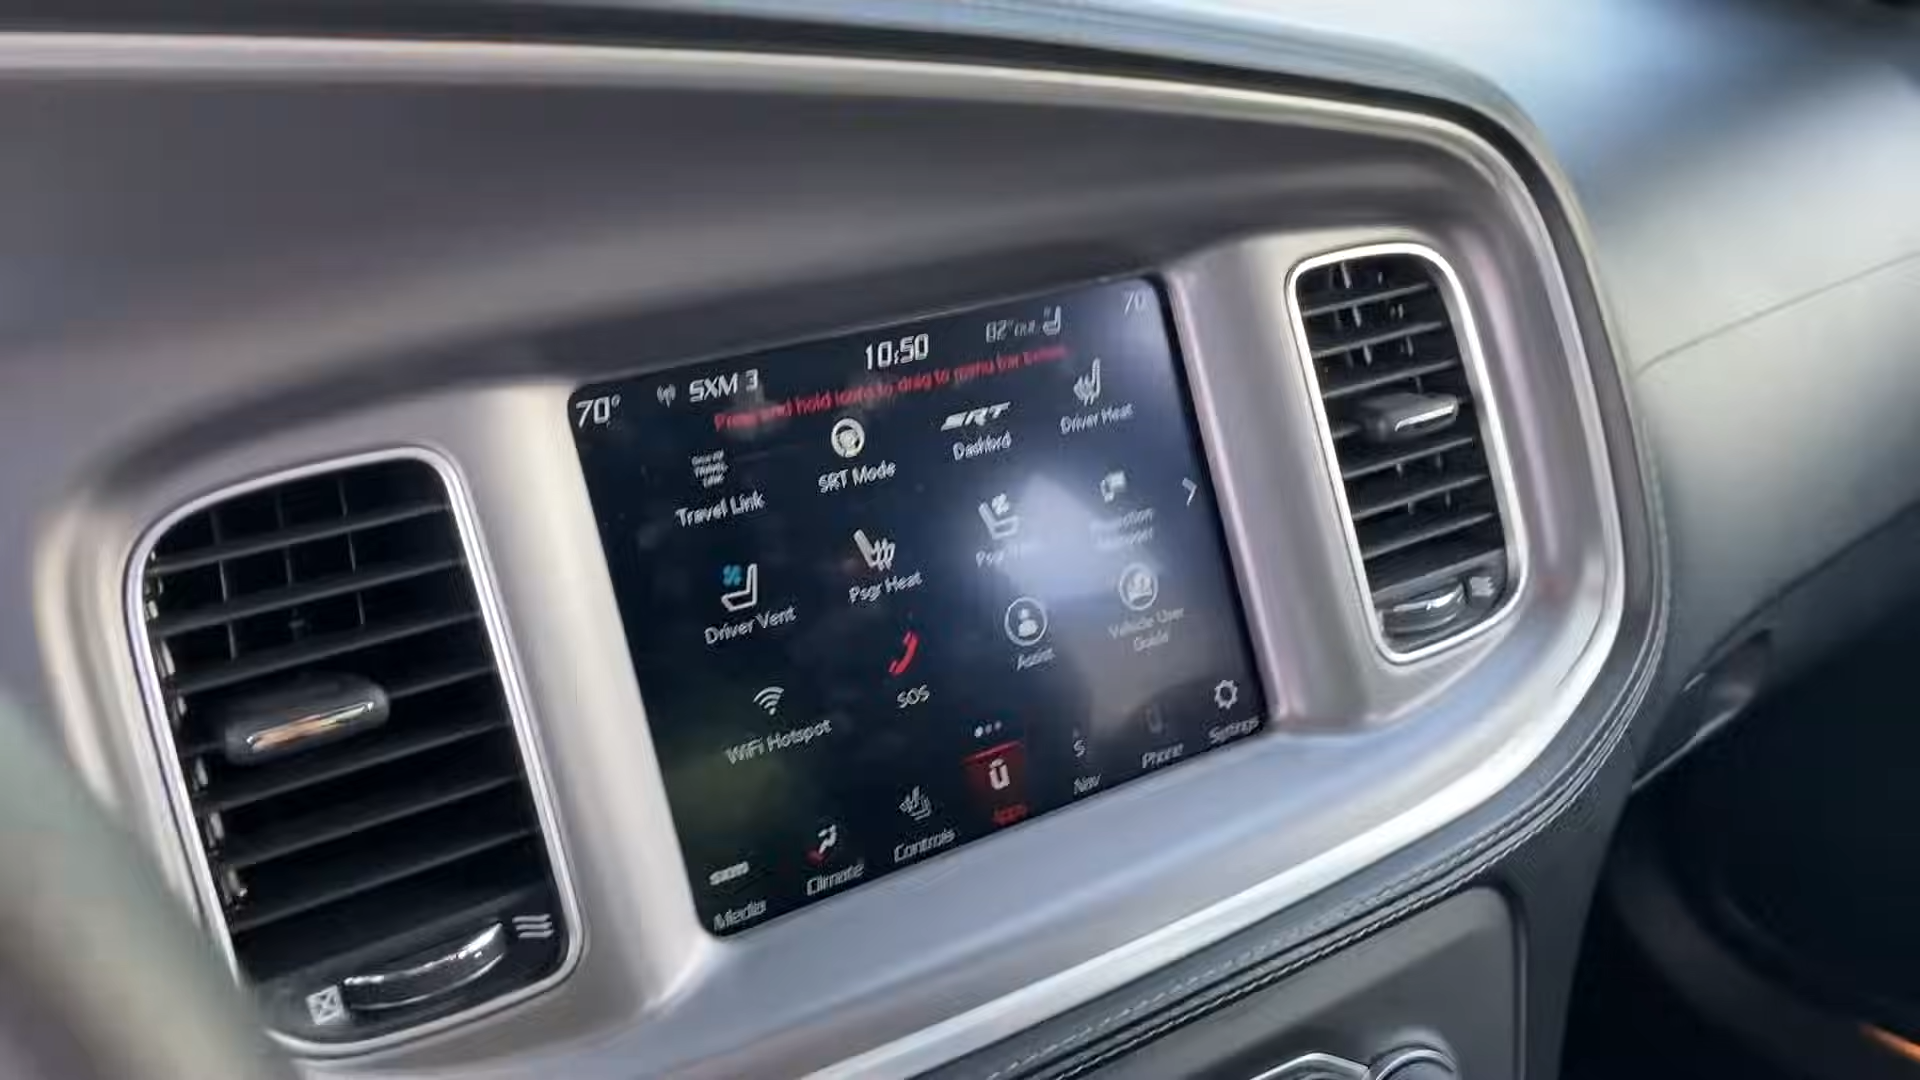 70° SXM 3 10:50 82° out 70
Press and hold icons to drag to menu bar below
Travel Link SRT Mode SRT Dashbrd Driver Heat
Driver Vent Psgr Heat Psgr
WiFi Hotspot SOS Assist Vehicle User
Guide
Media Climate Controls Apps Nav Phone Settings